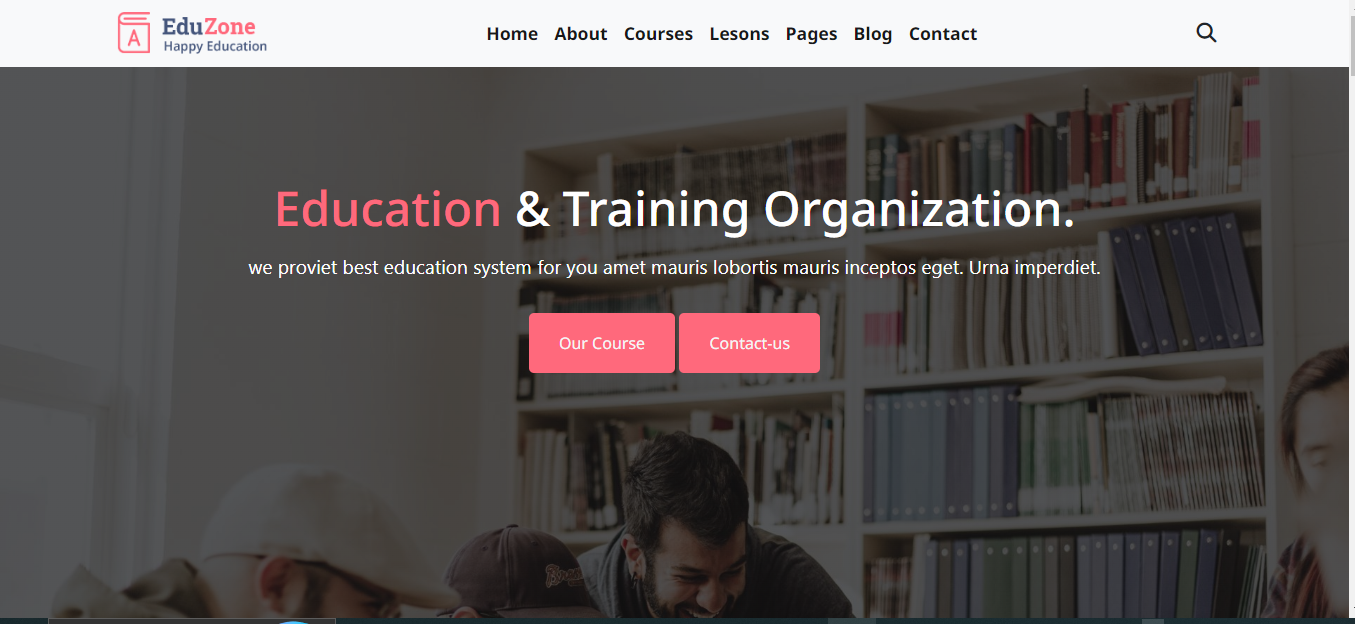 A
EduZone
Happy Education
Home About Courses Lesons Pages Blog Contact
Education & Training Organization.
we proviet best education system for you amet mauris lobortis mauris inceptos eget. Urna imperdiet.
Our Course Contact-us